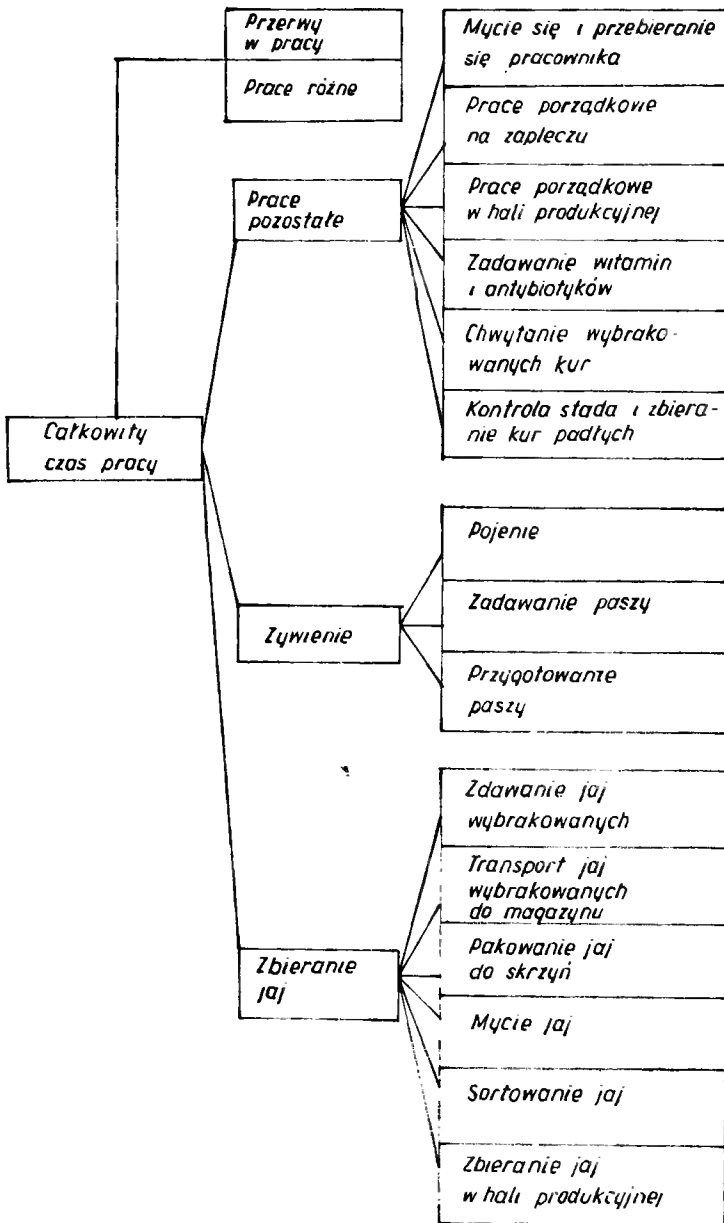 Przerwy
w pracy
Prace różne
Mycie się i przebieranie
się pracownika
Prace porządkowe
na zapleczu
Prace
pozostałe
Prace porządkowe
w hali produkcyjnej
Zadawanie witamin
i antybiotyków
Chwytanie wybrako-
wanych kur
Kontrola stada i zbiera-
nie kur padłych
Całkowity
czas pracy
Pojenie
Zadawanie paszy
Zywienie
Przygotowanie
paszy
Zdawanie jaj
wybrakowanych
Transport jaj
wybrakowanych
do magazynu
Zbieranie
jaj
Pakowanie jaj
do skrzyń
Mycie jaj
Sortowanie jaj
Zbieranie jaj
w hali produkcyjnej